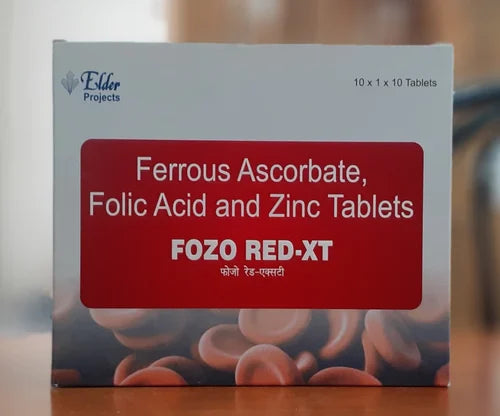 Elder
Projects
10 x 1 x 10 Tablets
Ferrous Ascorbate,
Folic Acid and Zinc Tablets
FOZO RED-XT
फोजो रेड-एक्सटी